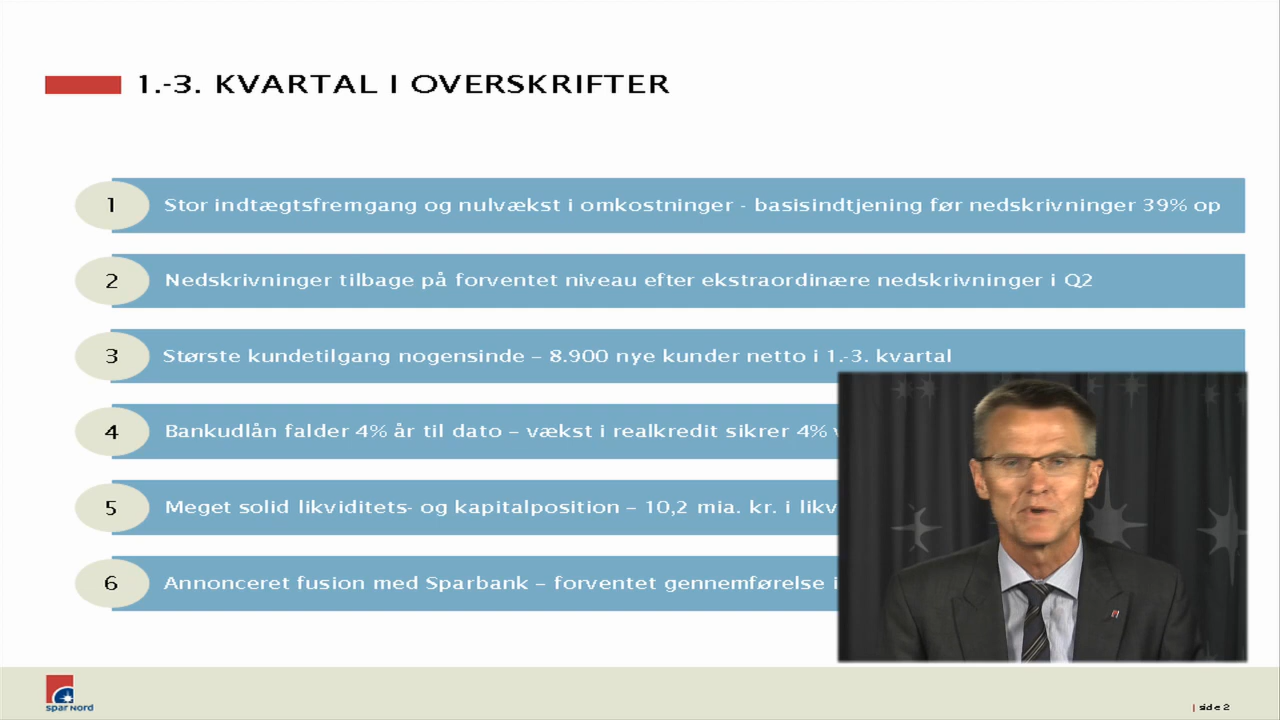 1.-3. KVARTAL I OVERSKRIFTER
1 Stor indtægtsfremgang og nulvækst i omkostninger - basisindtjening før nedskrivninger 39% op
2 Nedskrivninger tilbage på forventet niveau efter ekstraordinære nedskrivninger i Q2
3 Største kundetilgang nogensinde – 8.900 nye kunder netto i 1.-3. kvartal
4 Bankudlån falder 4% år til dato – vækst i realkredit sikrer 4%
5 Meget solid likviditets- og kapitalposition – 10,2 mia. kr. i
6 Annonceret fusion med Sparbank – forventet gennemførelse i
spar Nord
| side 2